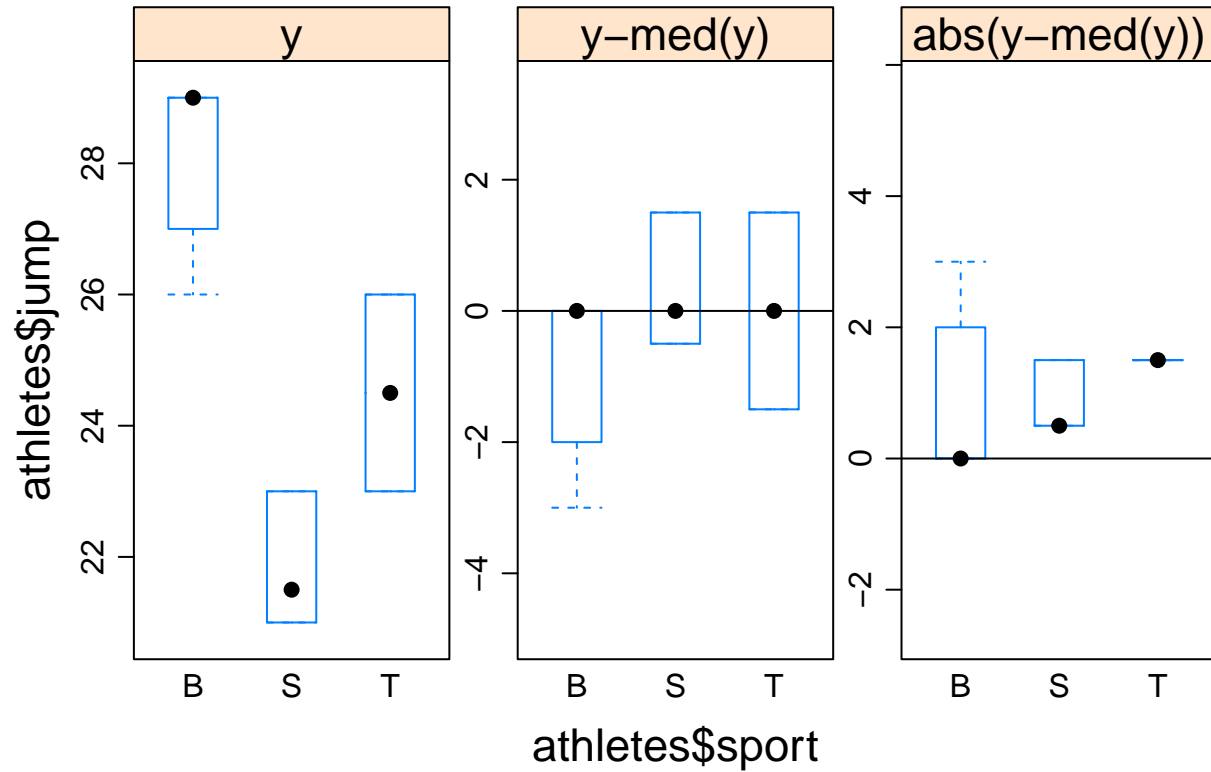 y
y−med(y)
abs(y−med(y))
athletes$jump
28
26
24
22
2
0
−2
−4
4
2
0
−2
B S T
B S T
B S T
athletes$sport